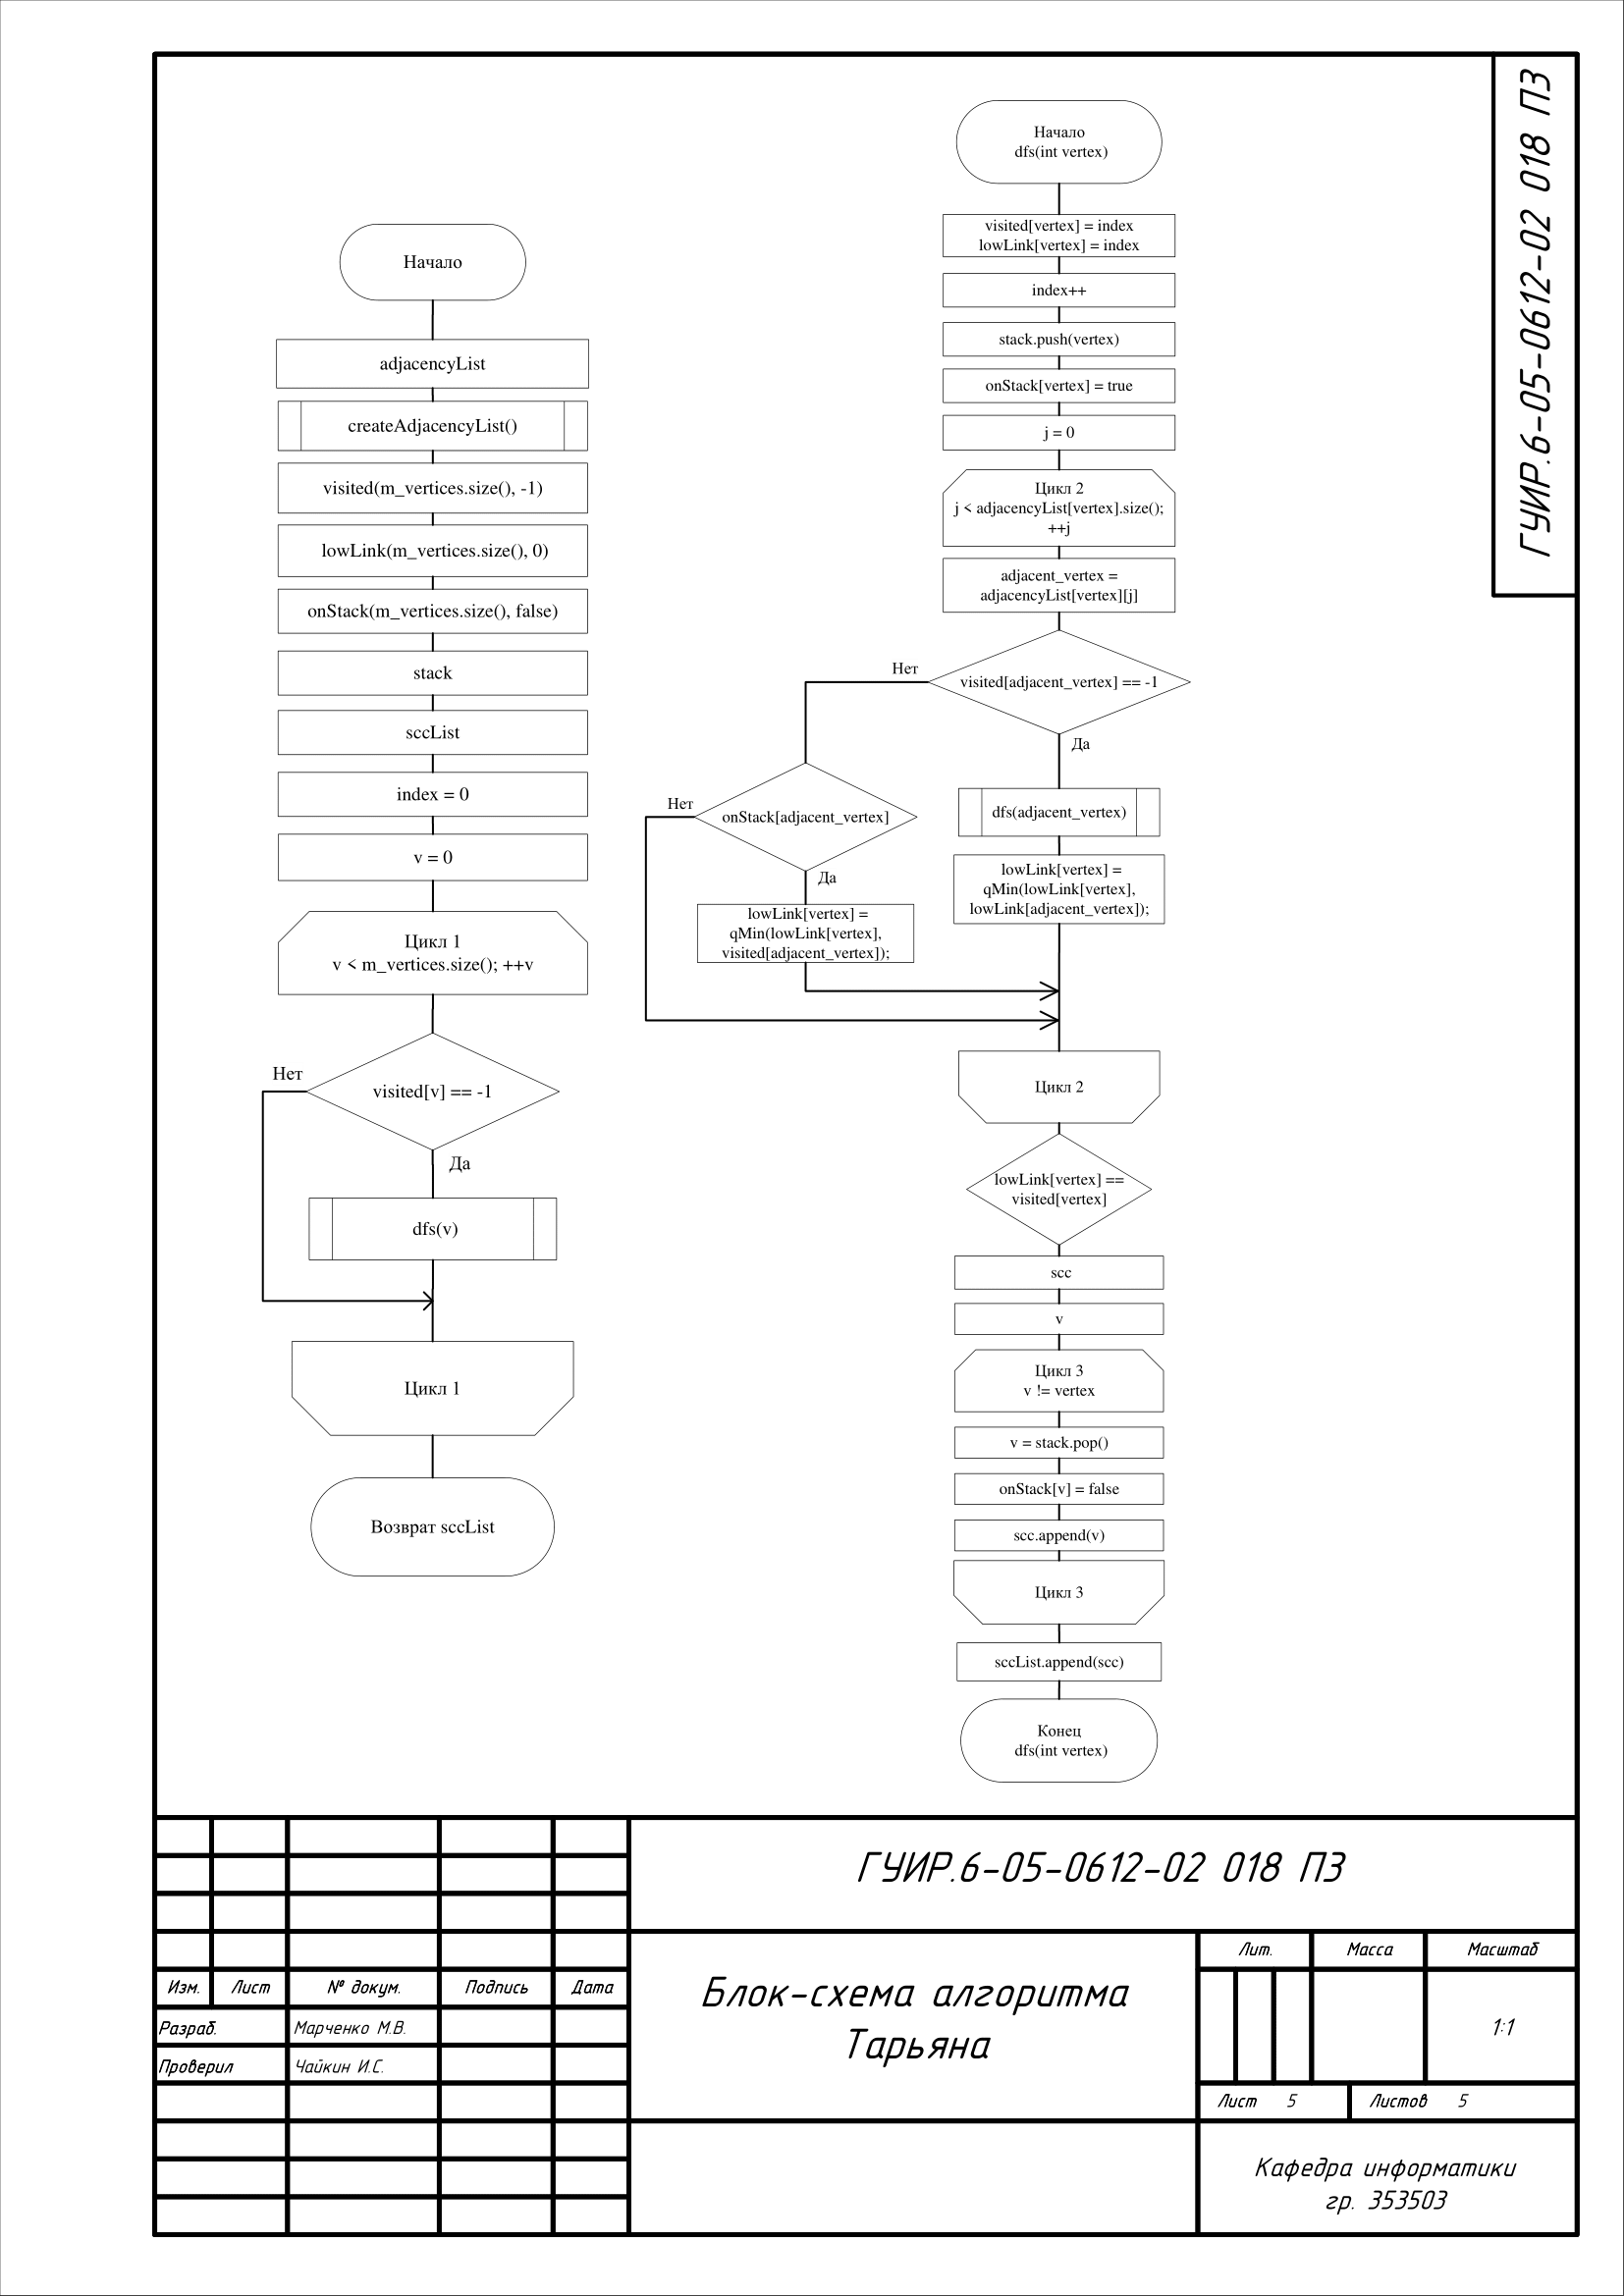 ГУИР.6-05-0612-02 018 ПЗ
Начало
adjacencyList
createAdjacencyList()
visited(m_vertices.size(), -1)
lowLink(m_vertices.size(), 0)
onStack(m_vertices.size(), false)
stack
sccList
index = 0
v = 0
Цикл 1
v < m_vertices.size(); ++v
visited[v] == -1
Нет
Да
dfs(v)
Цикл 1
Возврат sccList
Начало
dfs(int vertex)
visited[vertex] = index
lowLink[vertex] = index
index++
stack.push(vertex)
onStack[vertex] = true
j = 0
Цикл 2
j < adjacencyList[vertex].size();
++j
adjacent_vertex =
adjacencyList[vertex][j]
visited[adjacent_vertex] == -1
Нет
Да
onStack[adjacent_vertex]
Нет
Да
lowLink[vertex] =
qMin(lowLink[vertex],
visited[adjacent_vertex]);
dfs(adjacent_vertex)
lowLink[vertex] =
qMin(lowLink[vertex],
lowLink[adjacent_vertex]);
Цикл 2
lowLink[vertex] ==
visited[vertex]
scc
v
Цикл 3
v != vertex
v = stack.pop()
onStack[v] = false
scc.append(v)
Цикл 3
sccList.append(scc)
Конец
dfs(int vertex)
ГУИР.6-05-0612-02 018 ПЗ
Изм. Лист № докум. Подпись Дата
Разраб. Марченко М.В.
Проверил Чайкин И.С.
Блок-схема алгоритма
Тарьяна
Лит. Масса Масштаб
1:1
Лист 5 Листов 5
Кафедра информатики
гр. 353503